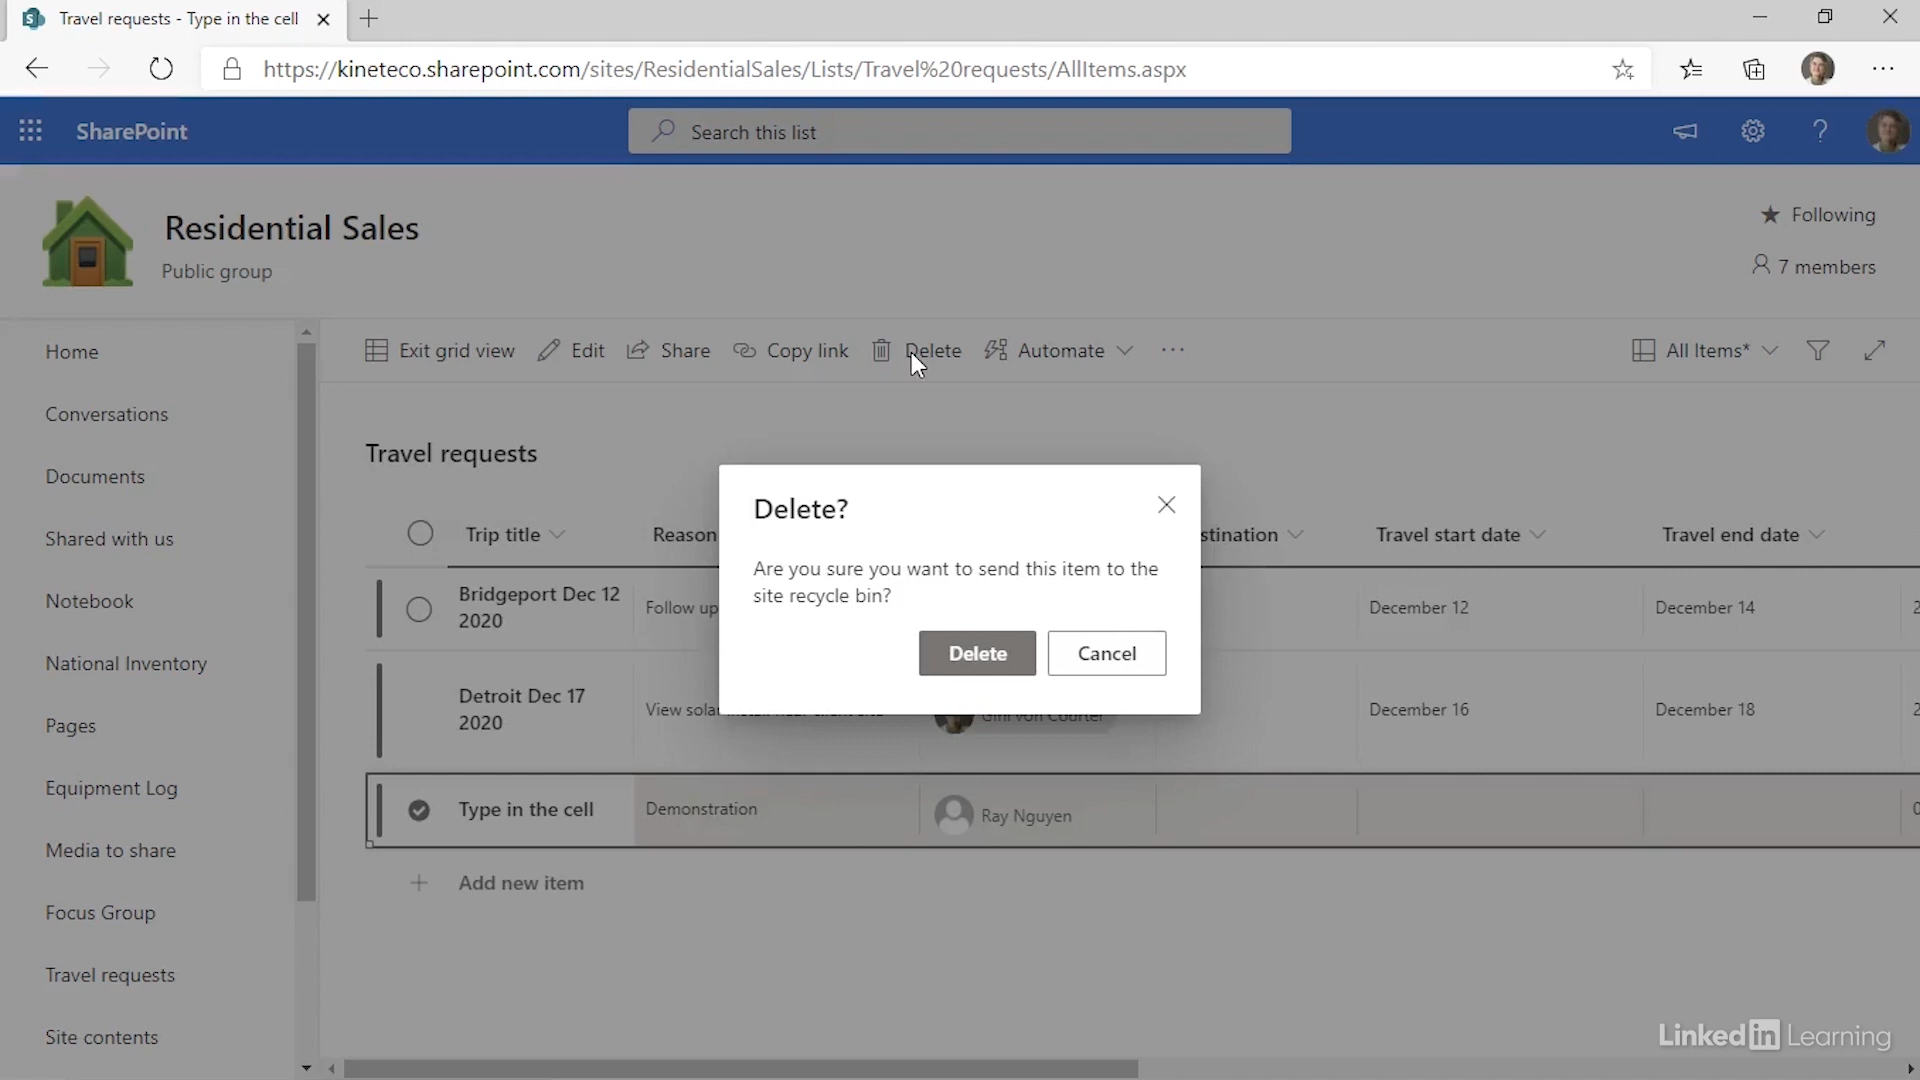 Travel requests - Type in the cell
https://kineteco.sharepoint.com/sites/ResidentialSales/Lists/Travel%20requests/AllItems.aspx
SharePoint
Search this list
Residential Sales
Public group
Following
7 members
Home
Conversations
Documents
Shared with us
Notebook
National Inventory
Pages
Equipment Log
Media to share
Focus Group
Travel requests
Site contents
Exit grid view
Edit
Share
Copy link
Delete
Automate
All Items*
Travel requests
Trip title
Reason
stination
Travel start date
Travel end date
Bridgeport Dec 12
2020
Follow up
December 12
December 14
Detroit Dec 17
2020
View sola
December 16
December 18
Type in the cell
Demonstration
Ray Nguyen
Add new item
Delete?
Are you sure you want to send this item to the
site recycle bin?
Delete
Cancel
LinkedIn Learning